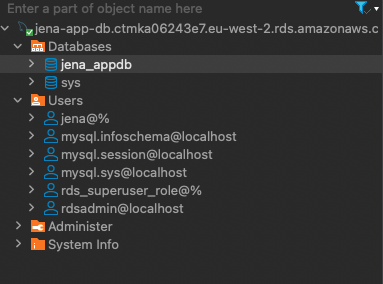 Enter a part of object name here
jena-app-db.ctmka06243e7.eu-west-2.rds.amazonaws.c
Databases
jena_appdb
sys
Users
jena@%
mysql.infoschema@localhost
mysql.session@localhost
mysql.sys@localhost
rds_superuser_role@%
rdsadmin@localhost
Administer
System Info